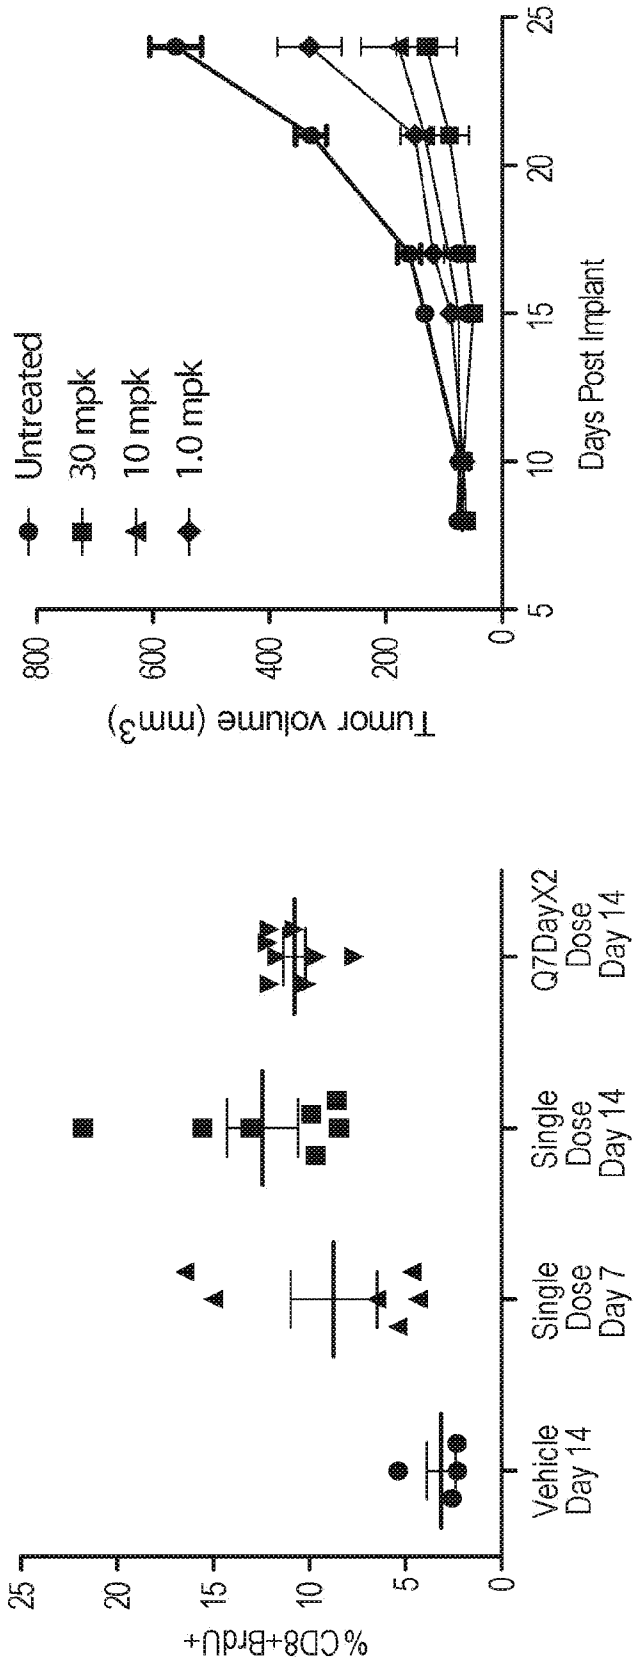 %CD8+BrdU+
25
20
15
10
5
0
Vehicle
Day 14
Single
Dose
Day 7
Single
Dose
Day 14
Q7DayX2
Dose
Day 14
Tumor volume (mm3)
800
600
400
200
0
Untreated
30 mpk
10 mpk
1.0 mpk
5
10
15
20
25
Days Post Implant